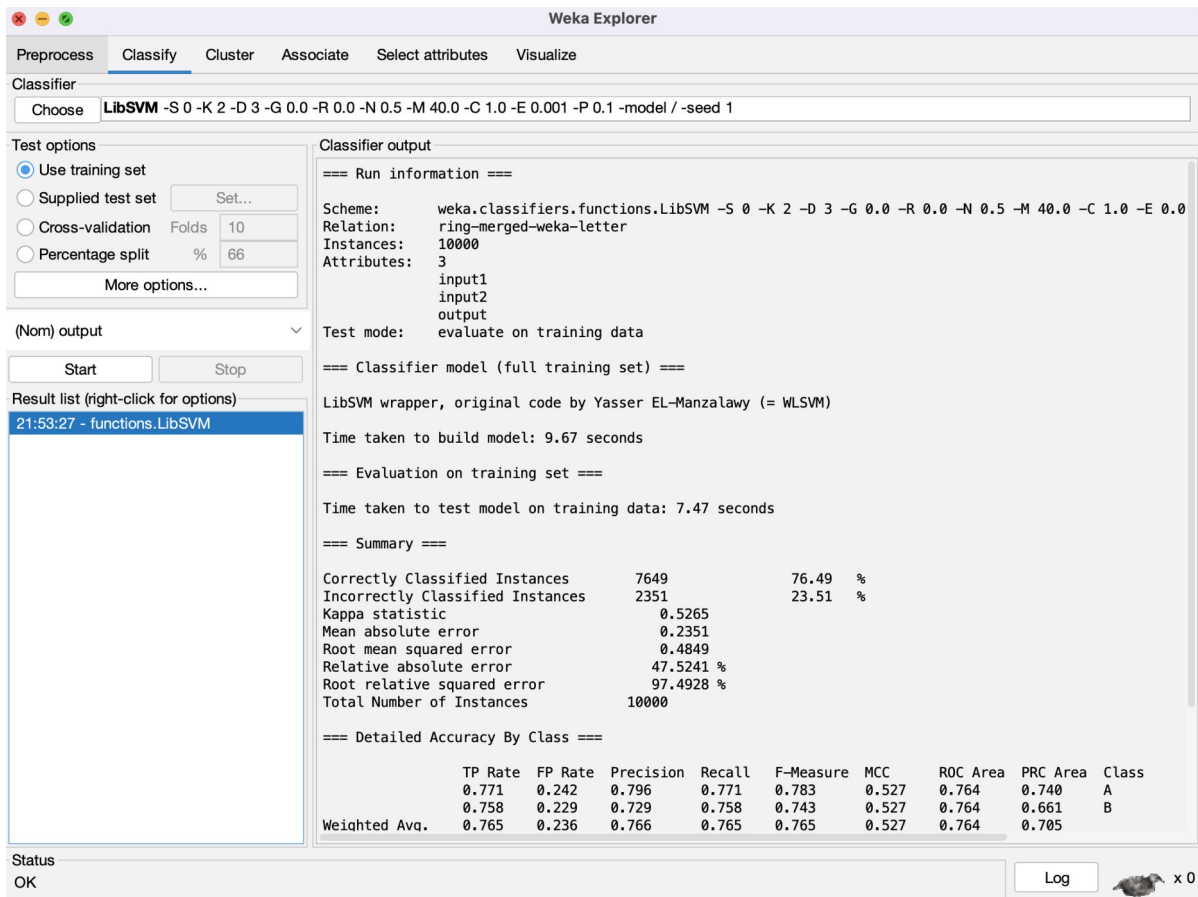 Weka Explorer
Preprocess Classify Cluster Associate Select attributes Visualize
Classifier
Choose LibSVM -S 0 -K 2 -D 3 -G 0.0 -R 0.0 -N 0.5 -M 40.0 -C 1.0 -E 0.001 -P 0.1 -model / -seed 1
Test options
Use training set
Supplied test set Set...
Cross-validation Folds 10
Percentage split % 66
More options...
(Nom) output
Start Stop
Result list (right-click for options)
21:53:27 - functions.LibSVM
Classifier output
=== Run information ===
Scheme: weka.classifiers.functions.LibSVM -S 0 -K 2 -D 3 -G 0.0 -R 0.0 -N 0.5 -M 40.0 -C 1.0 -E 0.0
Relation: ring-merged-weka-letter
Instances: 10000
Attributes: 3
input1
input2
output
Test mode: evaluate on training data
=== Classifier model (full training set) ===
LibSVM wrapper, original code by Yasser EL-Manzalawy (= WLSVM)
Time taken to build model: 9.67 seconds
=== Evaluation on training set ===
Time taken to test model on training data: 7.47 seconds
=== Summary ===
Correctly Classified Instances 7649 76.49 %
Incorrectly Classified Instances 2351 23.51 %
Kappa statistic 0.5265
Mean absolute error 0.2351
Root mean squared error 0.4849
Relative absolute error 47.5241 %
Root relative squared error 97.4928 %
Total Number of Instances 10000
=== Detailed Accuracy By Class ===
TP Rate FP Rate Precision Recall F-Measure MCC ROC Area PRC Area Class
0.771 0.242 0.796 0.771 0.783 0.527 0.764 0.740 A
0.758 0.229 0.729 0.758 0.743 0.527 0.764 0.661 B
Weighted Avg. 0.765 0.236 0.766 0.765 0.765 0.527 0.764 0.705
Status
OK
Log x 0